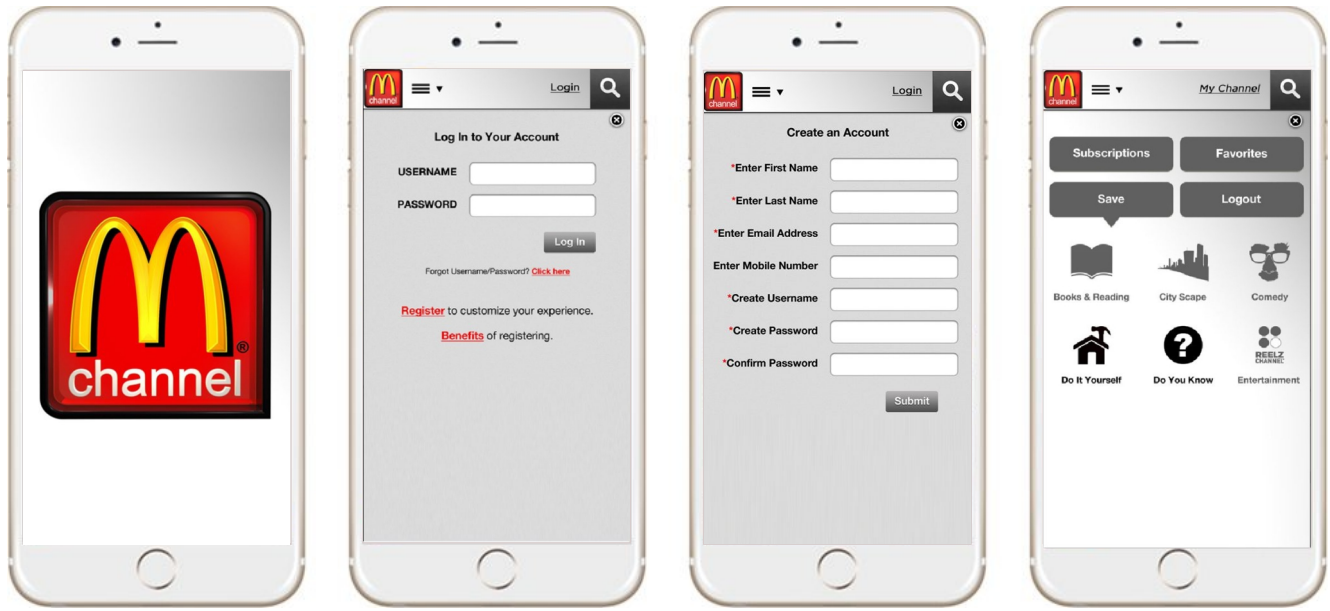 M
®
channel
M
channel
Login
Log In to Your Account
USERNAME
PASSWORD
Log In
Forgot Username/Password? Click here
Register to customize your experience.
Benefits of registering.
M
channel
Login
Create an Account
*Enter First Name
*Enter Last Name
*Enter Email Address
Enter Mobile Number
*Create Username
*Create Password
*Confirm Password
Submit
M
channel
My Channel
Subscriptions Favorites
Save Logout
Books & Reading City Scape Comedy
?
REELZ
CHANNEL
Do It Yourself Do You Know Entertainment